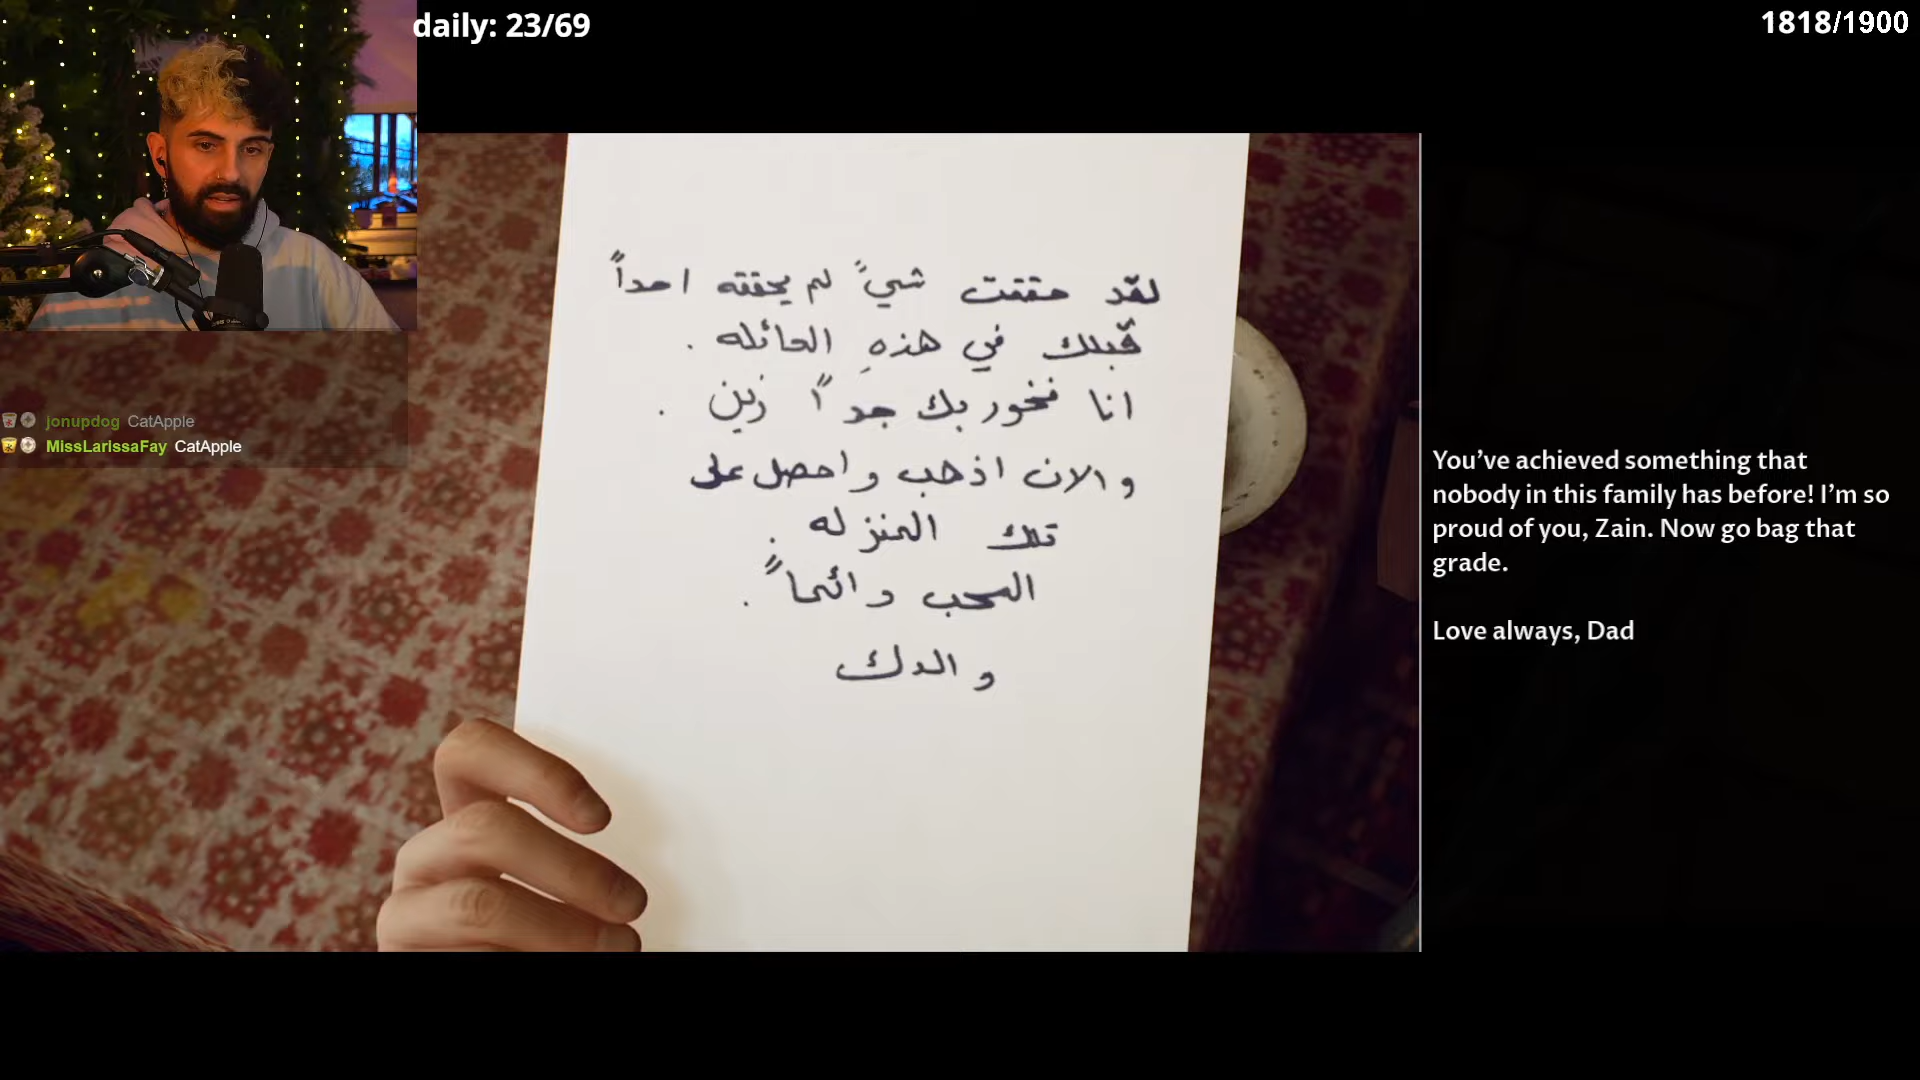 daily: 23/69
1818/1900
jonupdog CatApple
MissLarissaFay CatApple
لقد حققت شيءً لم يحققه احداً
قبلك في هذهِ العائله .
انا فخور بك جداً زين .
والان اذهب واحصل على
تلك المنزله .
المحب دائماً .
والدك
You've achieved something that
nobody in this family has before! I'm so
proud of you, Zain. Now go bag that
grade.
Love always, Dad